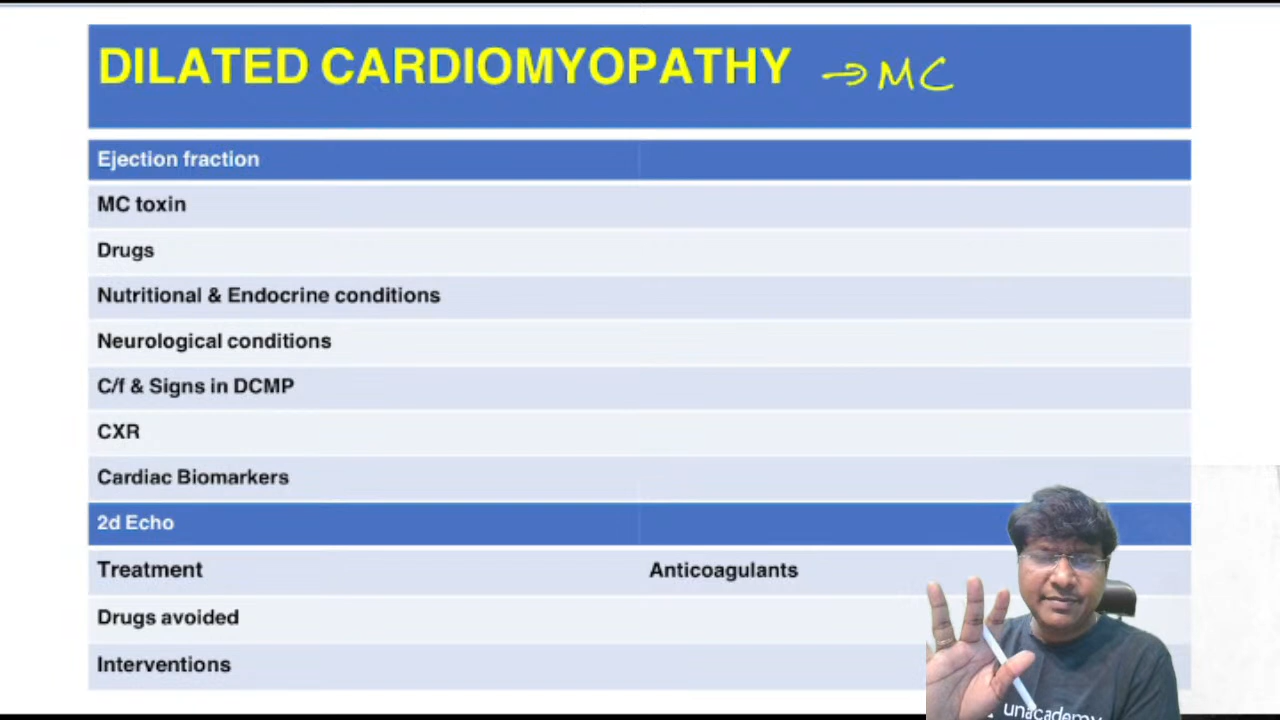 DILATED CARDIOMYOPATHY → MC
Ejection fraction
MC toxin
Drugs
Nutritional & Endocrine conditions
Neurological conditions
C/f & Signs in DCMP
CXR
Cardiac Biomarkers
2d Echo
Treatment Anticoagulants
Drugs avoided
Interventions
unacademy